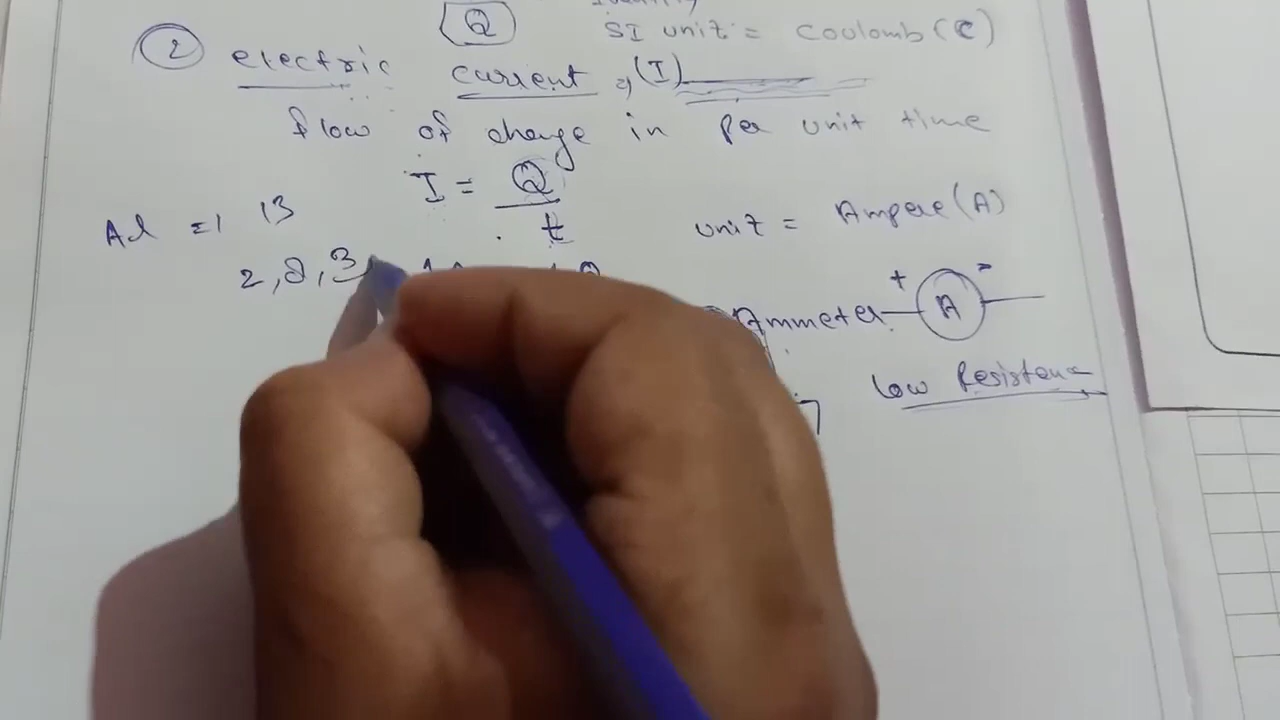 Q
SI unit = Coulomb (C)
② electric current ⇒ (I)
flow of charge in per unit time
I = Q
t
unit = Ampere (A)
Al = 13
2, 8, 3
Ammeter + A -
low Resistence